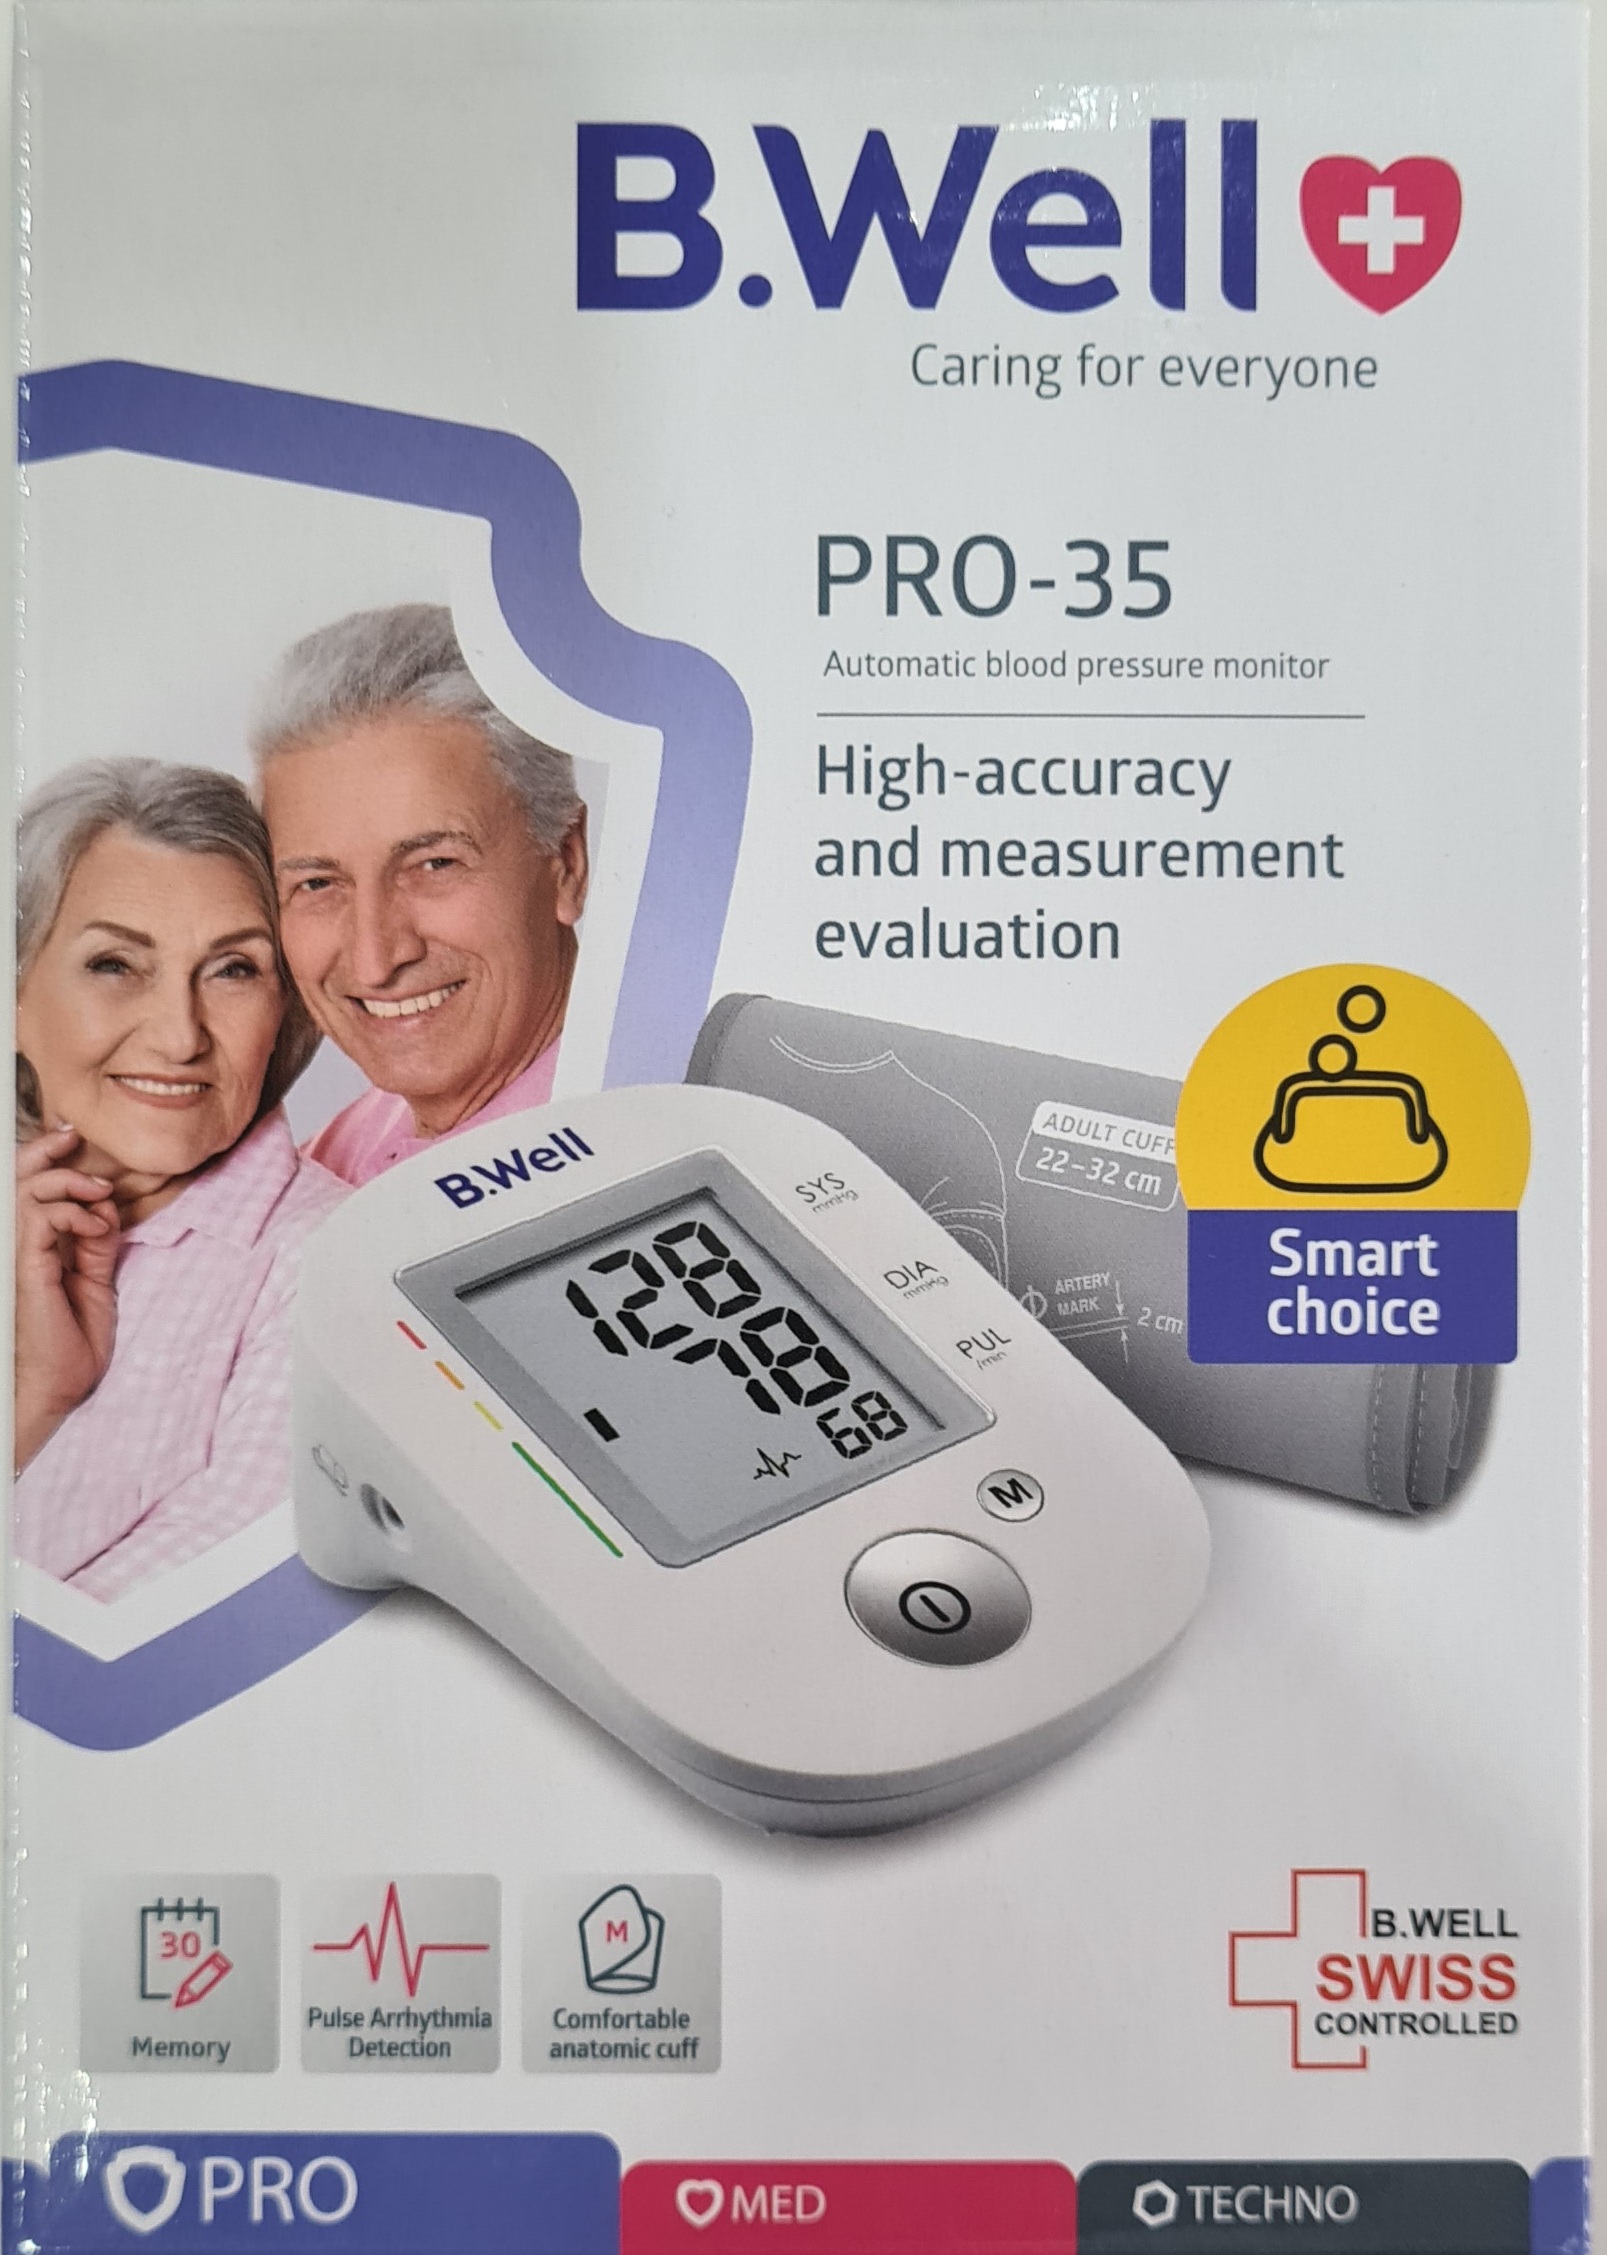 B.Well
Caring for everyone
PRO-35
Automatic blood pressure monitor
High-accuracy
and measurement
evaluation
ADULT CUFF
22-32 cm
ARTERY
MARK
2 cm
Smart
choice
B.Well
SYS
mmHg
DIA
mmHg
PUL
/min
128
78
68
M
30
Memory
Pulse Arrhythmia
Detection
M
Comfortable
anatomic cuff
B.WELL
SWISS
CONTROLLED
PRO
MED
TECHNO